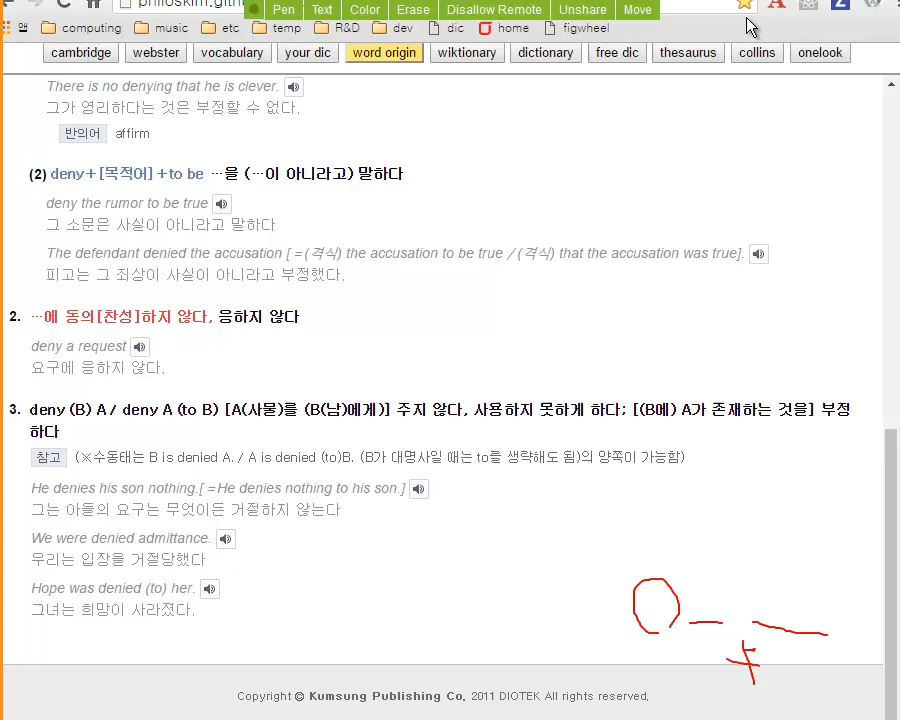 Pen Text Color Erase Disallow Remote Unshare Move
앱 computing music etc temp R&D dev dic home figwheel
cambridge webster vocabulary your dic word origin wiktionary dictionary free dic thesaurus collins onelook
There is no denying that he is clever.
그가 영리하다는 것은 부정할 수 없다.
반의어 affirm
(2) deny+[목적어]+to be …을 (…이 아니라고) 말하다
deny the rumor to be true
그 소문은 사실이 아니라고 말하다
The defendant denied the accusation [ =(격식) the accusation to be true / (격식) that the accusation was true].
피고는 그 죄상이 사실이 아니라고 부정했다.
2. …에 동의[찬성]하지 않다, 응하지 않다
deny a request
요구에 응하지 않다.
3. deny (B) A / deny A (to B) [A(사물)를 (B(남)에게)] 주지 않다, 사용하지 못하게 하다; [(B에) A가 존재하는 것을] 부정
하다
참고 (※수동태는 B is denied A. / A is denied (to)B. (B가 대명사일 때는 to를 생략해도 됨)의 양쪽이 가능함)
He denies his son nothing.[ =He denies nothing to his son.]
그는 아들의 요구는 무엇이든 거절하지 않는다
We were denied admittance.
우리는 입장을 거절당했다
Hope was denied (to) her.
그녀는 희망이 사라졌다.
Copyright © Kumsung Publishing Co. 2011 DIOTEK All rights reserved.